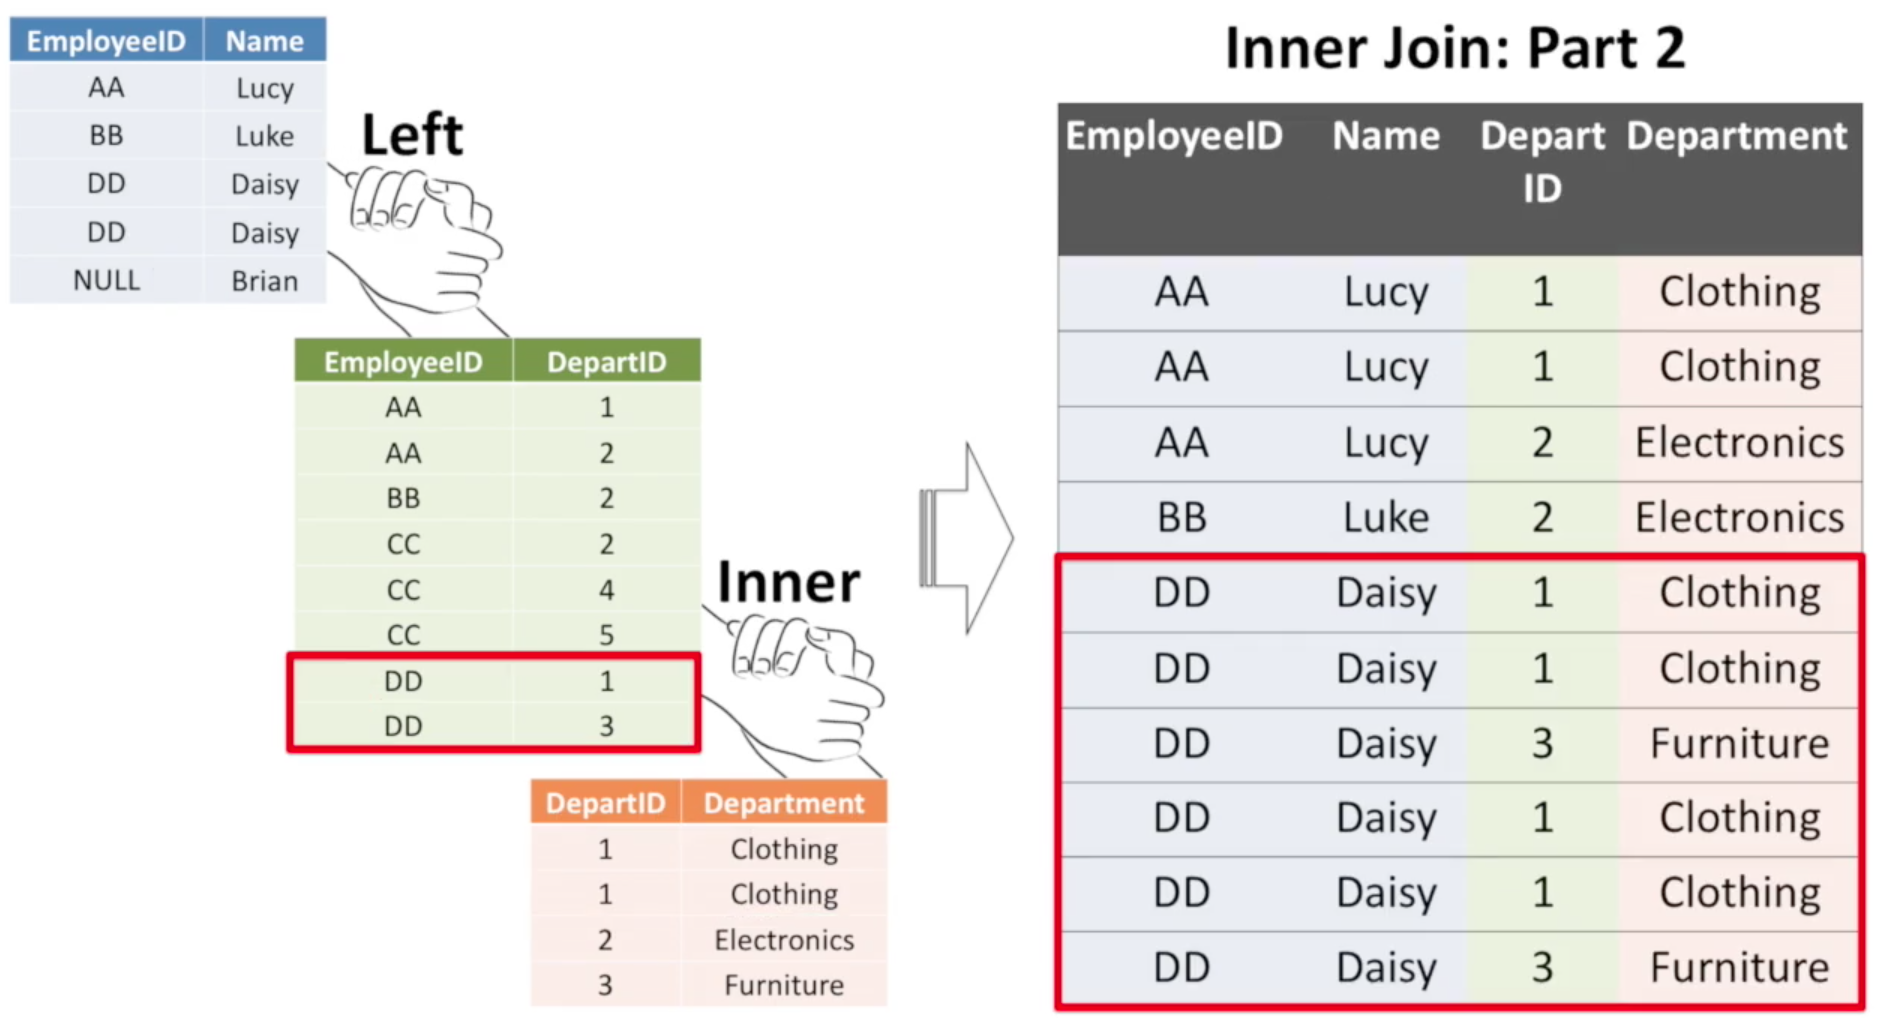 EmployeeID Name
AA Lucy
BB Luke
DD Daisy
DD Daisy
NULL Brian
Left
EmployeeID DepartID
AA 1
AA 2
BB 2
CC 2
CC 4
CC 5
DD 1
DD 3
Inner
DepartID Department
1 Clothing
1 Clothing
2 Electronics
3 Furniture
Inner Join: Part 2
EmployeeID Name Depart Department
ID
AA Lucy 1 Clothing
AA Lucy 1 Clothing
AA Lucy 2 Electronics
BB Luke 2 Electronics
DD Daisy 1 Clothing
DD Daisy 1 Clothing
DD Daisy 3 Furniture
DD Daisy 1 Clothing
DD Daisy 1 Clothing
DD Daisy 3 Furniture